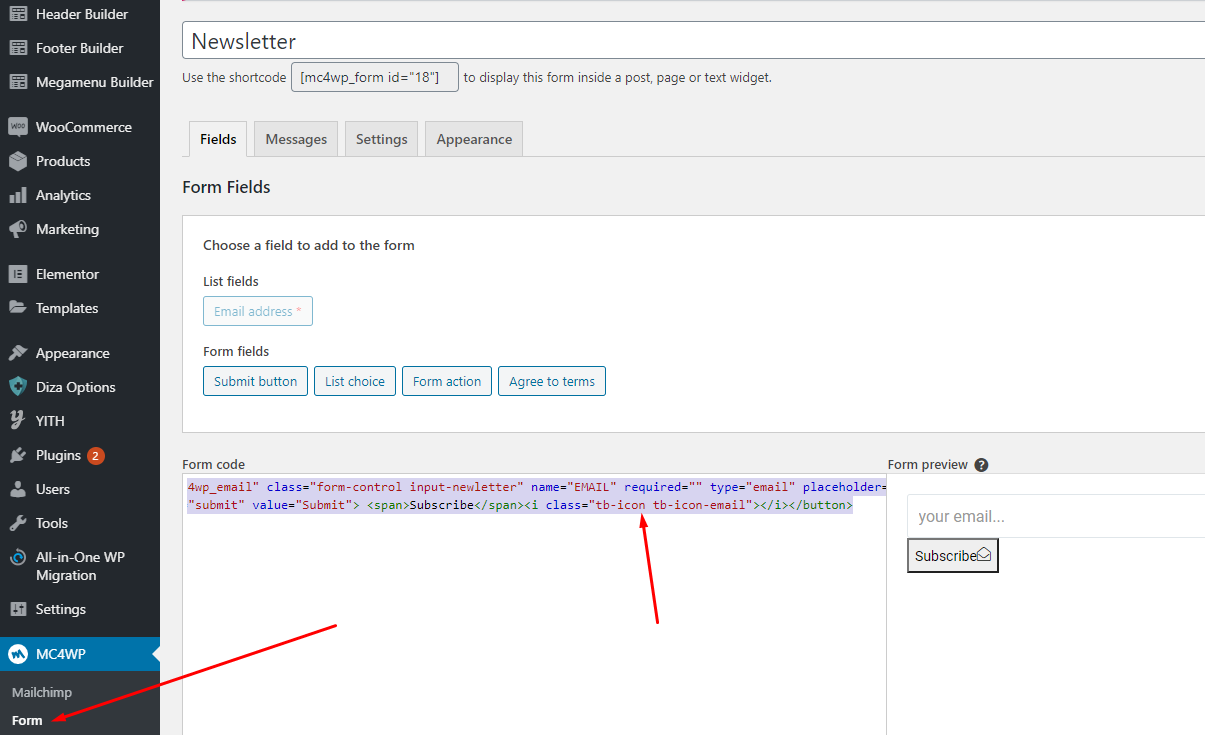 Header Builder
Footer Builder
Megamenu Builder
WooCommerce
Products
Analytics
Marketing
Elementor
Templates
Appearance
Diza Options
YITH
Plugins 2
Users
Tools
All-in-One WP
Migration
Settings
MC4WP
Mailchimp
Form
Newsletter
Use the shortcode [mc4wp_form id="18"] to display this form inside a post, page or text widget.
Fields Messages Settings Appearance
Form Fields
Choose a field to add to the form
List fields
Email address *
Form fields
Submit button List choice Form action Agree to terms
Form code
4wp_email" class="form-control input-newletter" name="EMAIL" required="" type="email" placeholder=
"submit" value="Submit"> <span>Subscribe</span><i class="tb-icon tb-icon-email"></i></button>
Form preview ?
your email...
Subscribe